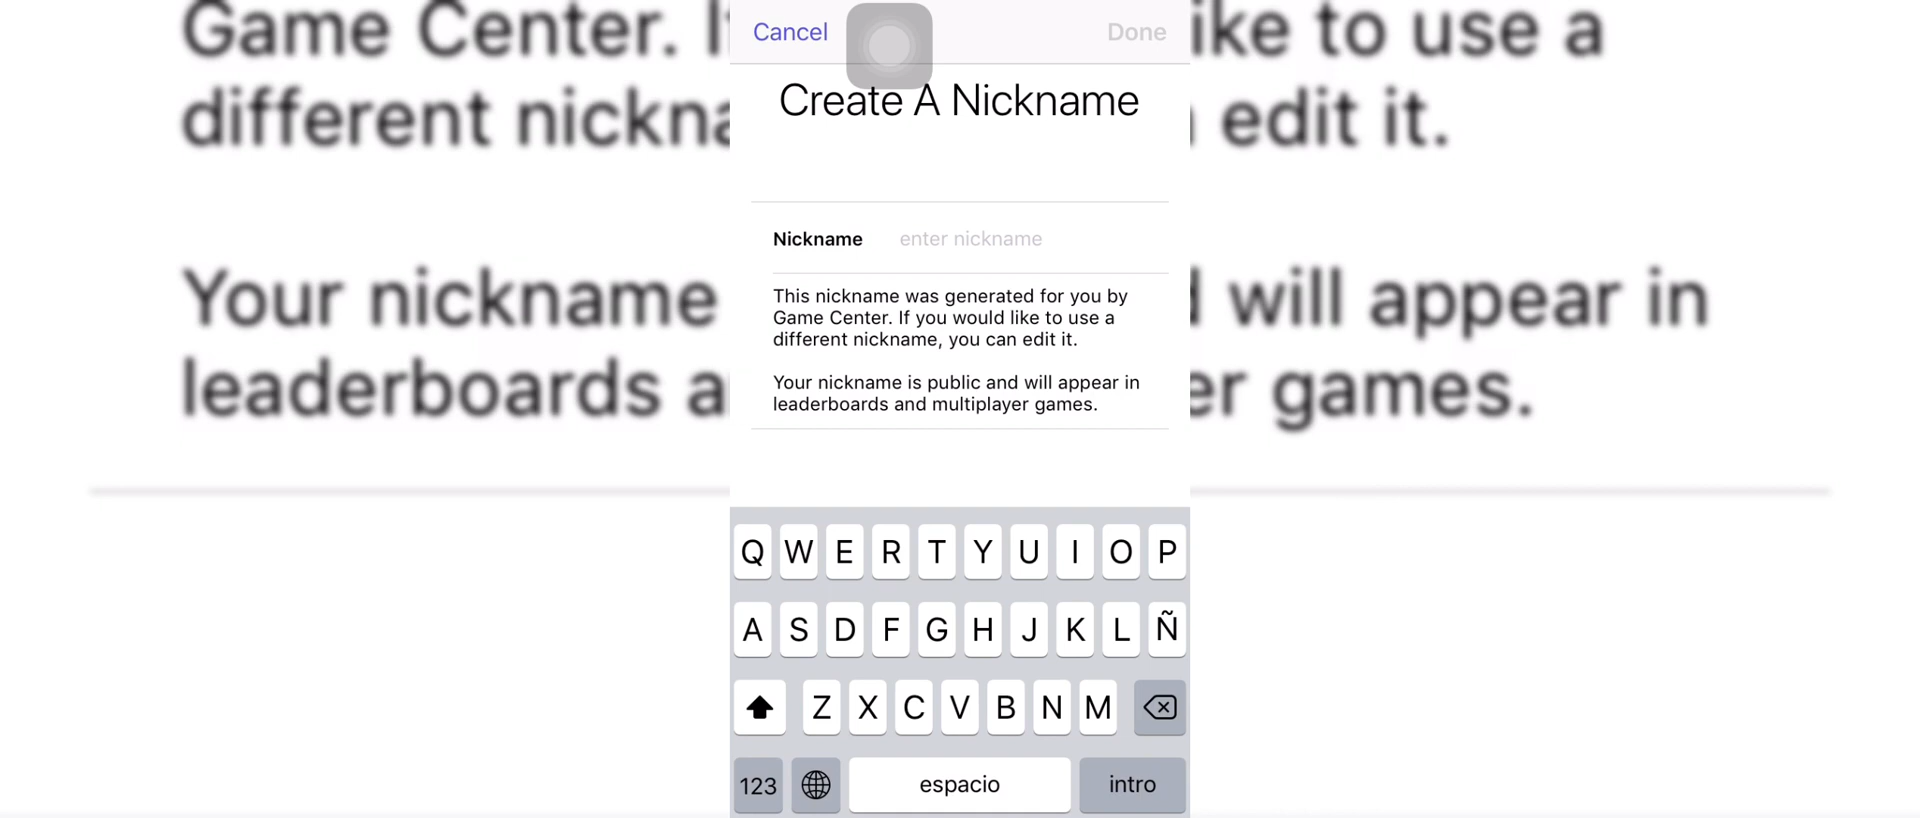 Game Center. I ike to use a
different nickna edit it.
Your nickname will appear in
leaderboards a er games.
Cancel
Done
Create A Nickname
Nickname enter nickname
This nickname was generated for you by
Game Center. If you would like to use a
different nickname, you can edit it.
Your nickname is public and will appear in
leaderboards and multiplayer games.
Q W E R T Y U I O P
A S D F G H J K L Ñ
Z X C V B N M
123 espacio intro